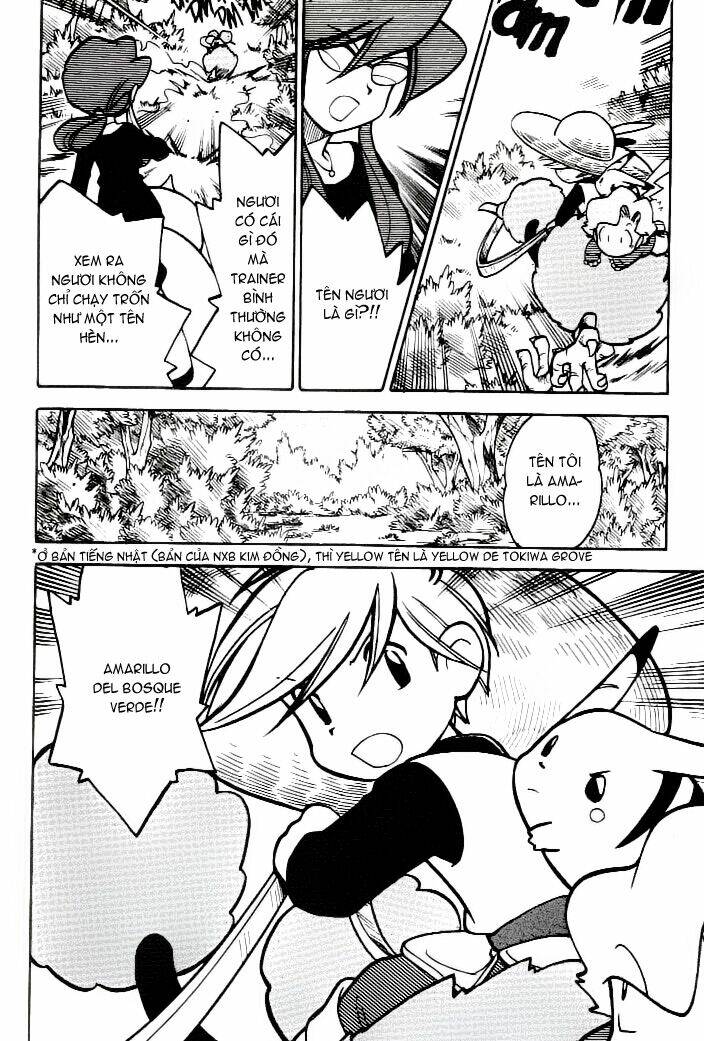 XEM RA
NGƯƠI KHÔNG
CHỈ CHẠY TRỐN
NHƯ MỘT TÊN
HÈN...
NGƯƠI
CÓ CÁI
GÌ ĐÓ
MÀ
TRAINER
BÌNH
THƯỜNG
KHÔNG
CÓ...
TÊN NGƯƠI
LÀ GÌ?!!
TÊN TÔI
LÀ AMA-
RILLO...
*Ở BẢN TIẾNG NHẬT (BẢN CỦA NXB KIM ĐỒNG), THÌ YELLOW TÊN LÀ YELLOW DE TOKIWA GROVE
AMARILLO
DEL BOSQUE
VERDE!!